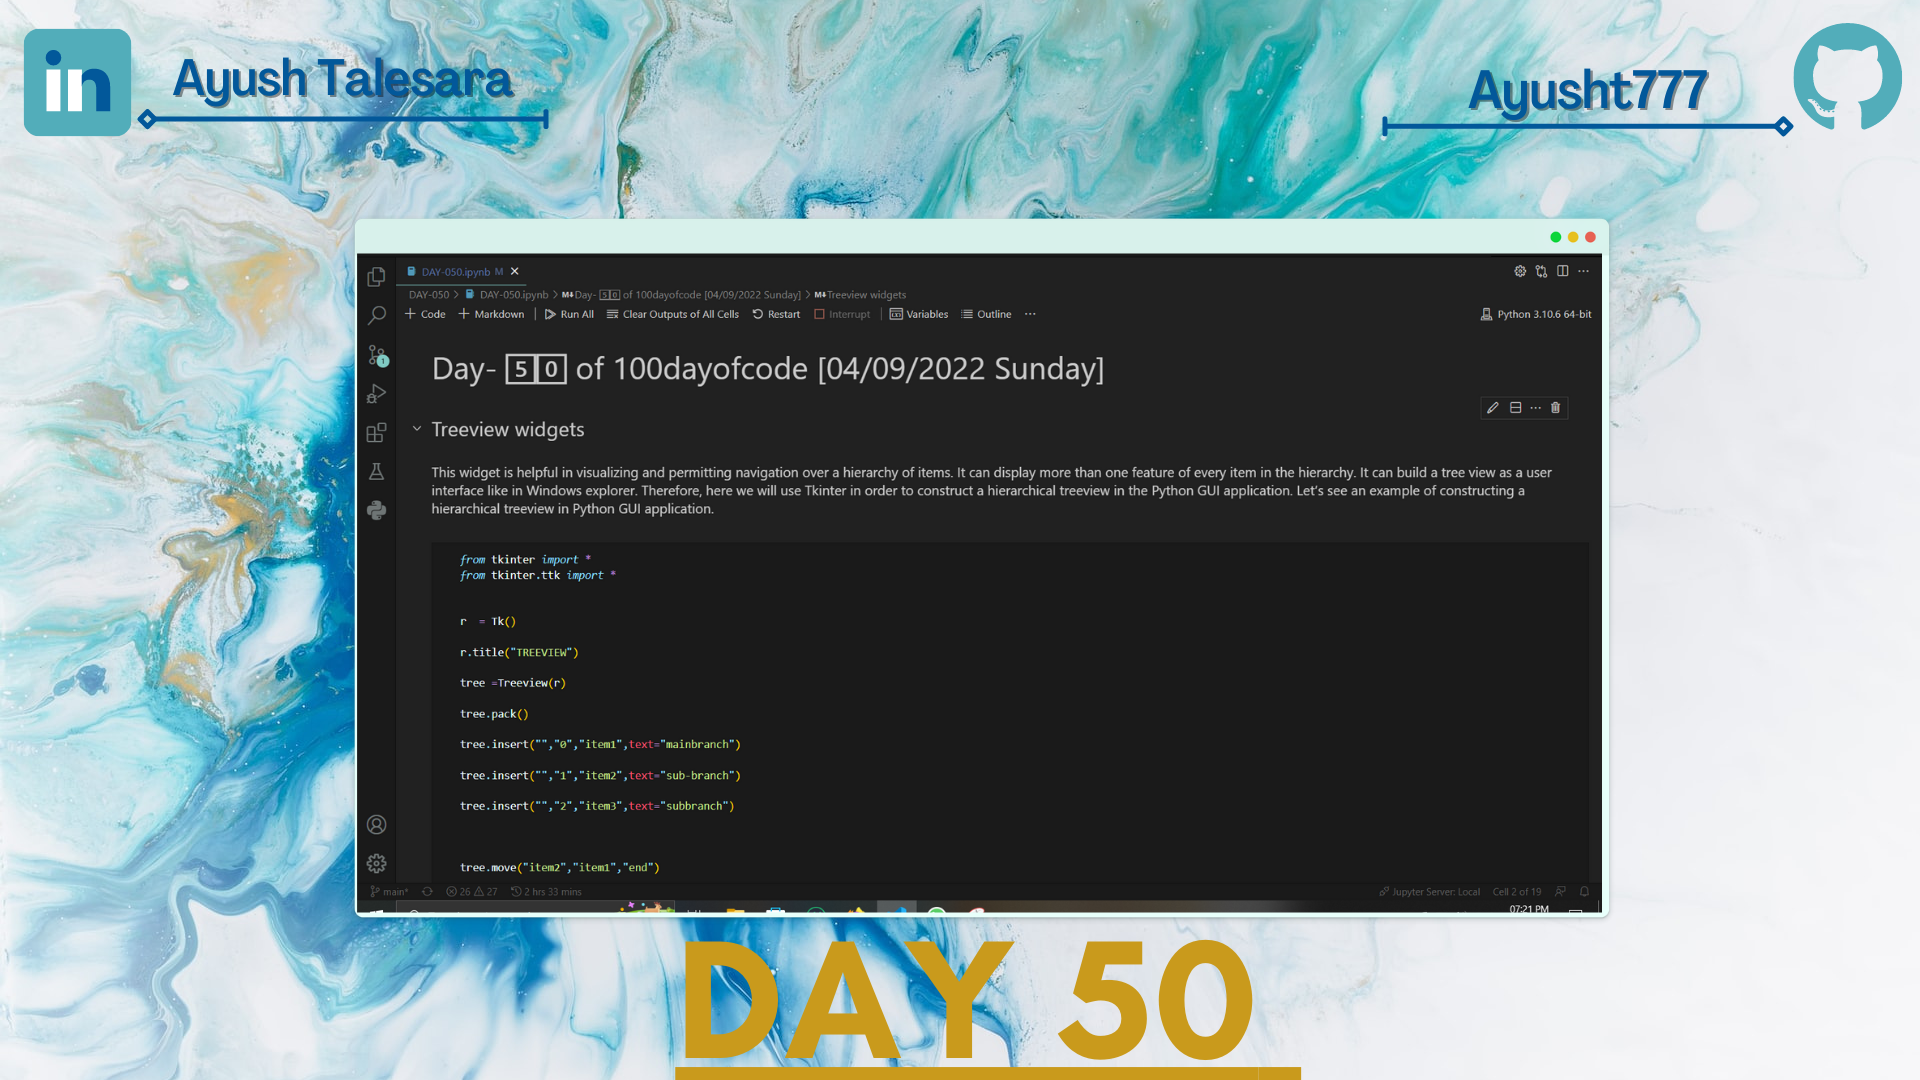 in
Ayush Talesara
Ayusht777
DAY-050.ipynb M
DAY-050 > DAY-050.ipynb > M↓Day- 5️⃣0️⃣ of 100dayofcode [04/09/2022 Sunday] > M↓Treeview widgets
+ Code + Markdown | Run All Clear Outputs of All Cells Restart Interrupt | Variables Outline ···
Python 3.10.6 64-bit
1
Day- 5️⃣0️⃣ of 100dayofcode [04/09/2022 Sunday]
Treeview widgets
This widget is helpful in visualizing and permitting navigation over a hierarchy of items. It can display more than one feature of every item in the hierarchy. It can build a tree view as a user
interface like in Windows explorer. Therefore, here we will use Tkinter in order to construct a hierarchical treeview in the Python GUI application. Let's see an example of constructing a
hierarchical treeview in Python GUI application.
from tkinter import *
from tkinter.ttk import *
r  = Tk()
r.title("TREEVIEW")
tree =Treeview(r)
tree.pack()
tree.insert("","0","item1",text="mainbranch")
tree.insert("","1","item2",text="sub-branch")
tree.insert("","2","item3",text="subbranch")
tree.move("item2","item1","end")
main* 26 27 2 hrs 33 mins
Jupyter Server: Local Cell 2 of 19
07:21 PM
DAY 50